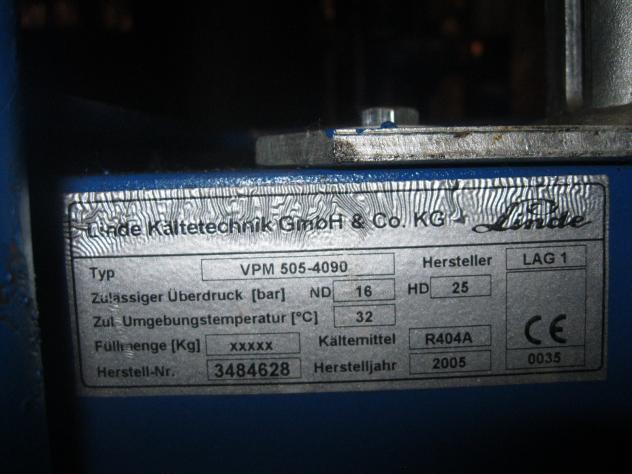 Linde Kältetechnik GmbH & Co. KG Linde
Typ VPM 505-4090 Hersteller LAG 1
Zulässiger Überdruck [bar] ND 16 HD 25
Zul. Umgebungstemperatur [°C] 32
Füllmenge [Kg] xxxxx Kältemittel R404A CE
Herstell-Nr. 3484628 Herstelljahr 2005 0035